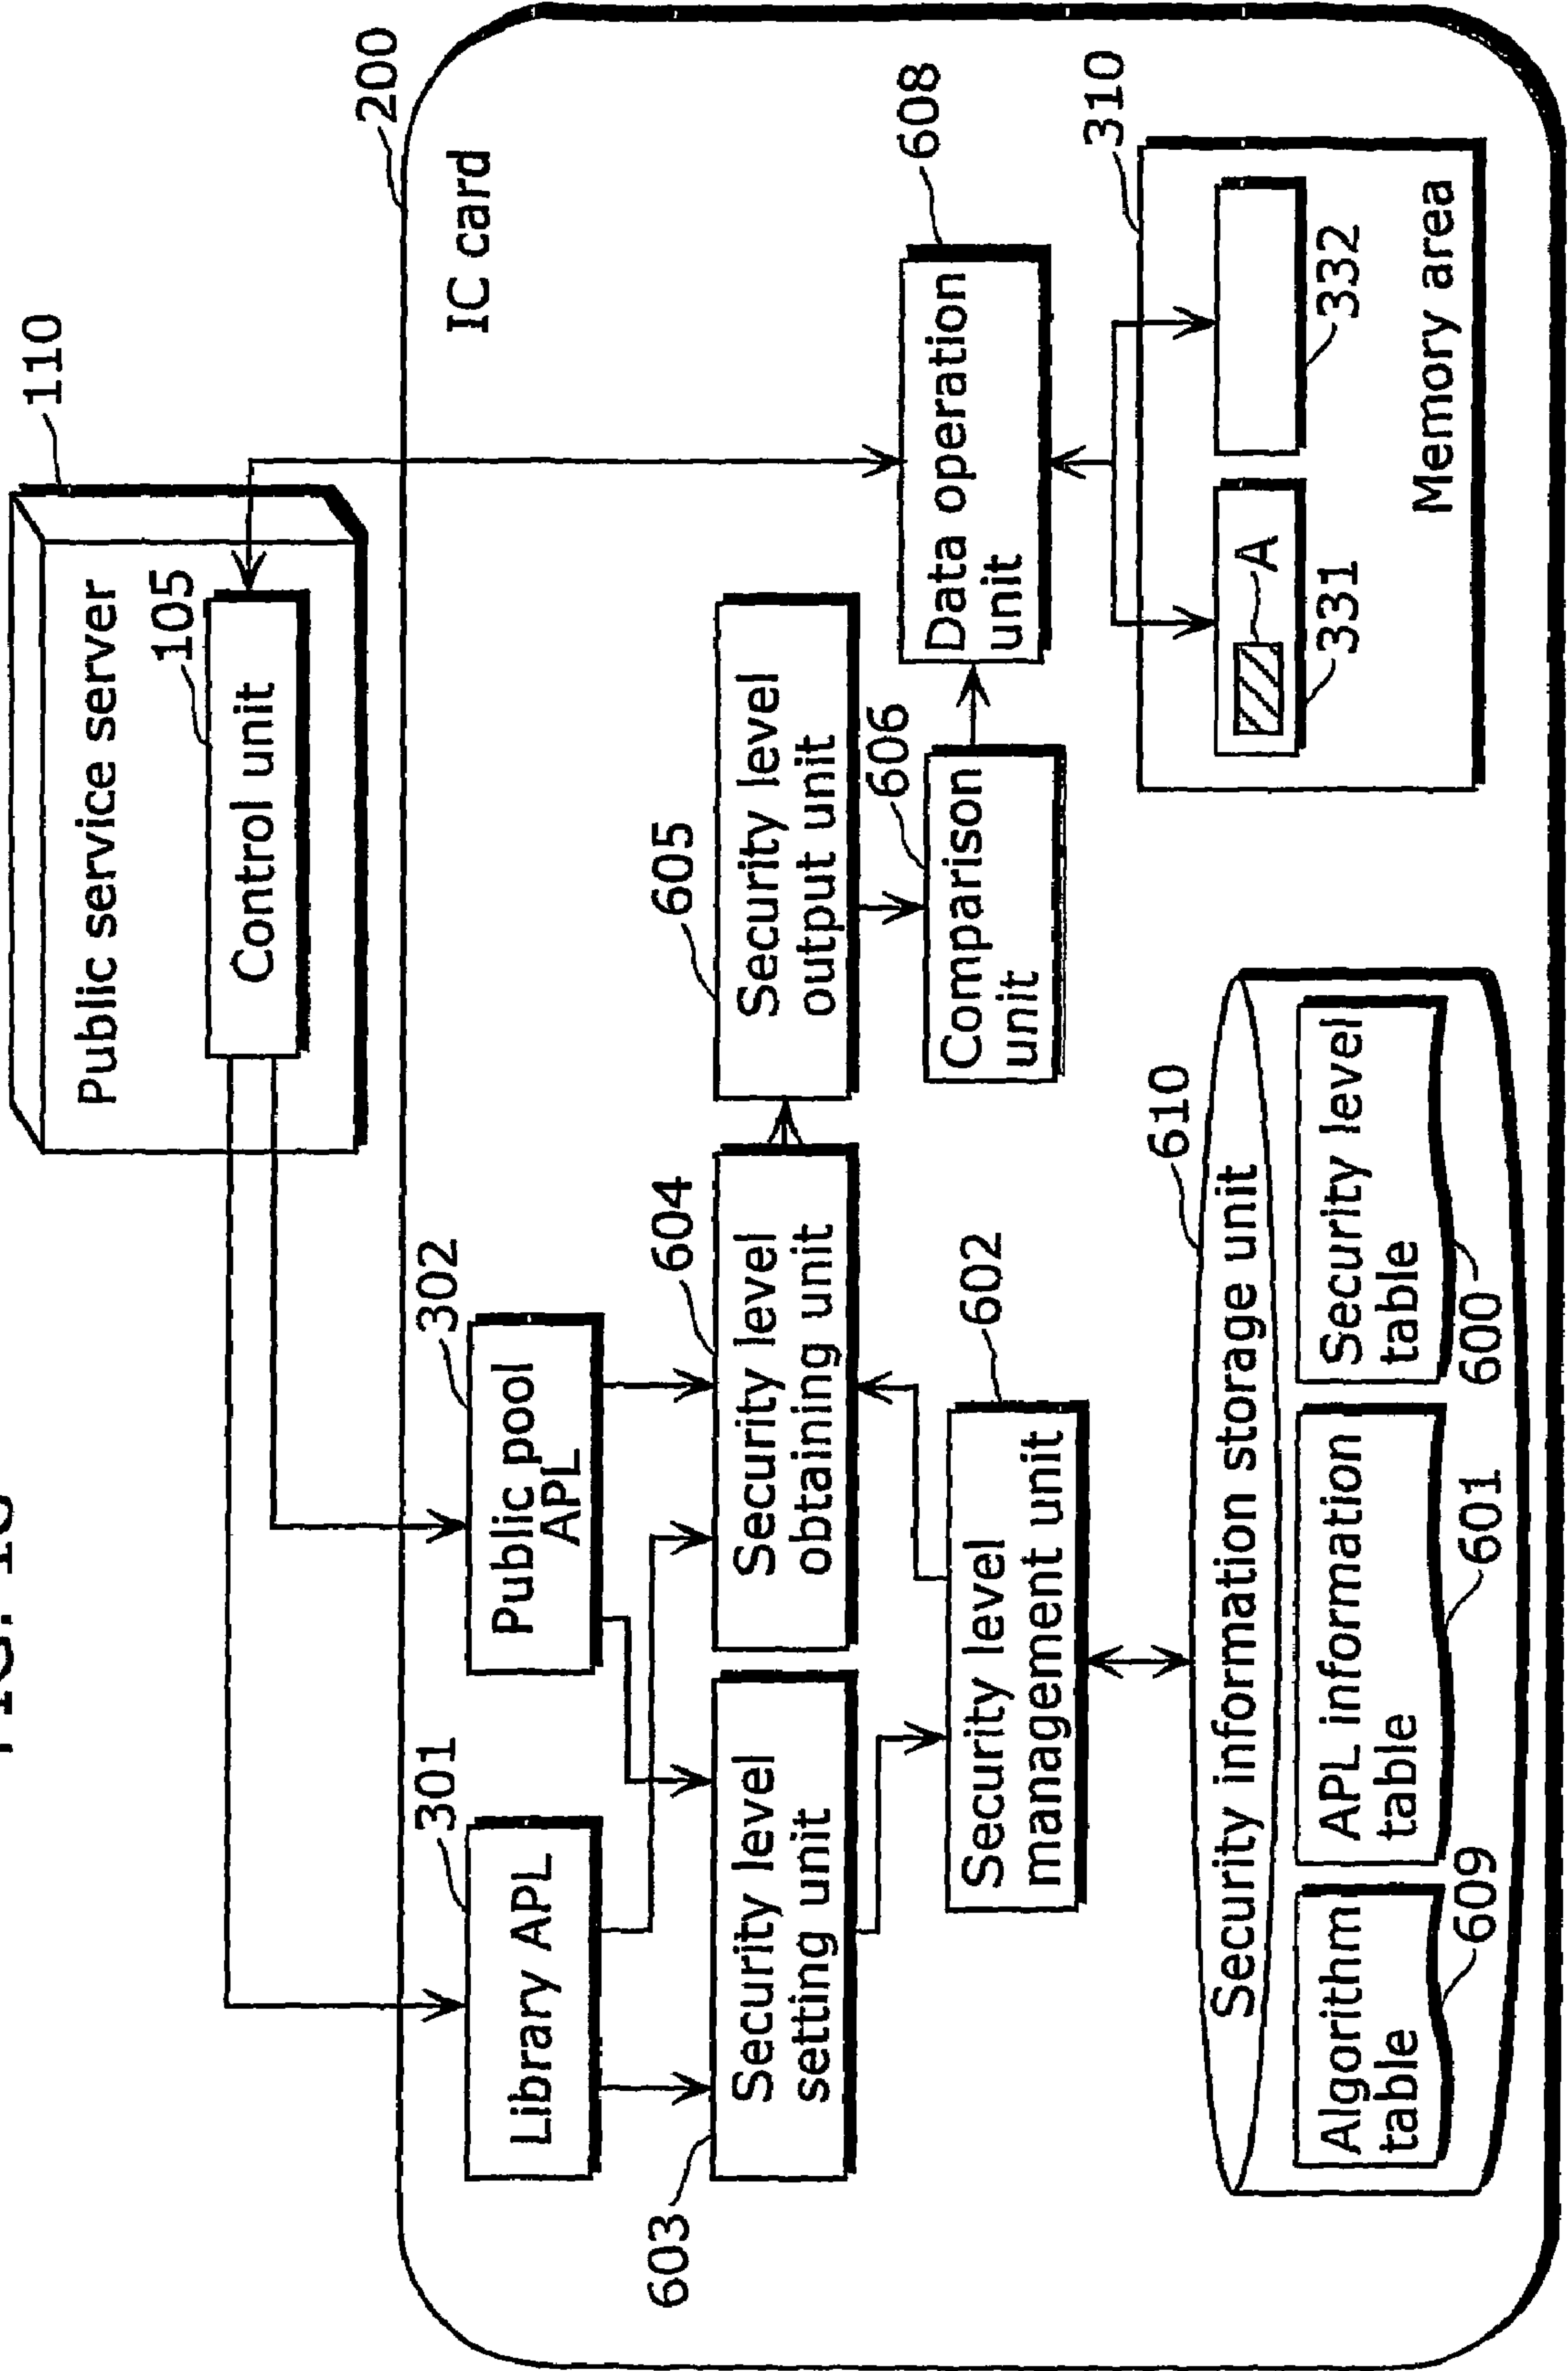 110
Public service server
105
Control unit
200
IC card
301
Library APL
302
Public pool
APL
603
Security level
setting unit
604
Security level
obtaining unit
605
Security level
output unit
606
Comparison
unit
608
Data operation
unit
602
Security level
management unit
610
Security information storage unit
Algorithm
table
609
APL information
table
601
Security level
table
600
310
A
331
332
Memory area